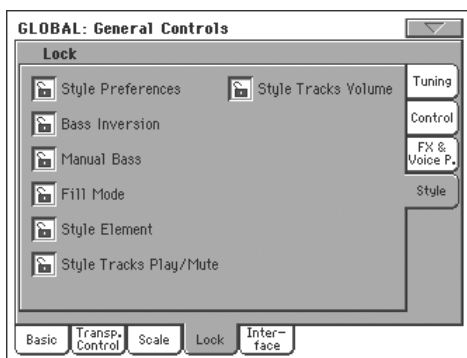 GLOBAL: General Controls
Lock
Style Preferences
Style Tracks Volume
Bass Inversion
Manual Bass
Fill Mode
Style Element
Style Tracks Play/Mute
Tuning
Control
FX &
Voice P.
Style
Basic
Transp.
Control
Scale
Lock
Inter-
face